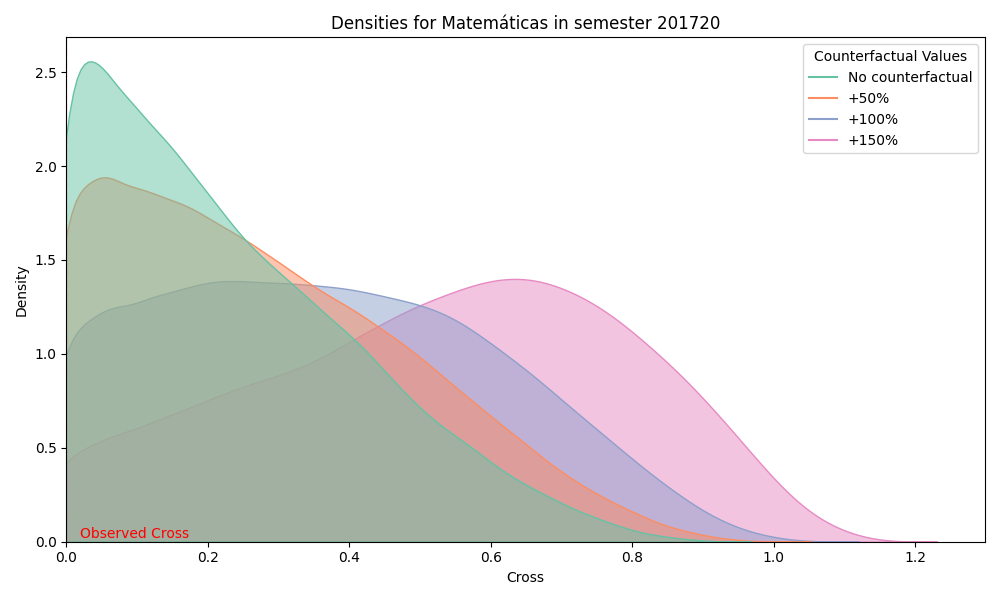 Densities for Matemáticas in semester 201720
Counterfactual Values
No counterfactual
+50%
+100%
+150%
Density
2.5
2.0
1.5
1.0
0.5
0.0
Observed Cross
0.0 0.2 0.4 0.6 0.8 1.0 1.2
Cross